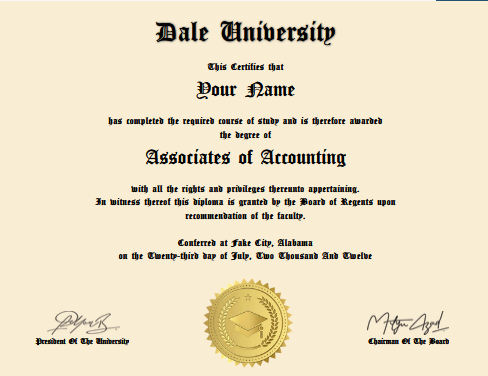 Dale University
This Certifies that
Your Name
has completed the required course of study and is therefore awarded
the degree of
Associates of Accounting
with all the rights and privileges thereunto appertaining.
In witness thereof this diploma is granted by the Board of Regents upon
recommendation of the faculty.
Conferred at Fake City, Alabama
on the Twenty-third day of July, Two Thousand And Twelve
President Of The University
Chairman Of The Board